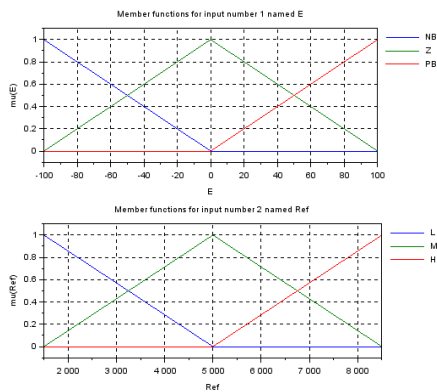 Member functions for input number 1 named E
NB
Z
PB
mu(E)
1
0.8
0.6
0.4
0.2
0
-100 -80 -60 -40 -20 0 20 40 60 80 100
E
Member functions for input number 2 named Ref
L
M
H
mu(Ref)
1
0.8
0.6
0.4
0.2
0
2 000 3 000 4 000 5 000 6 000 7 000 8 000
Ref